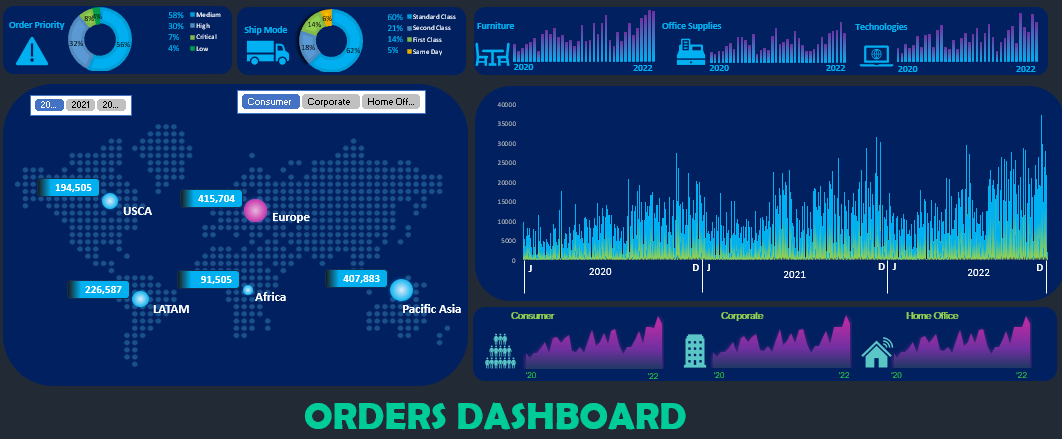 Order Priority
8%
32%
56%
58% Medium
30% High
7% Critical
4% Low
Ship Mode
14%
6%
18%
62%
60% Standard Class
21% Second Class
14% First Class
5% Same Day
Furniture
2020
2022
Office Supplies
2020
2022
Technologies
2020
2022
20...
2021
20...
Consumer
Corporate
Home Off...
194,505
USCA
415,704
Europe
226,587
LATAM
91,505
Africa
407,883
Pacific Asia
40000
35000
30000
25000
20000
15000
10000
5000
0
J
2020
D
J
2021
D
J
2022
D
Consumer
'20
'22
Corporate
'20
'22
Home Office
'20
'22
ORDERS DASHBOARD